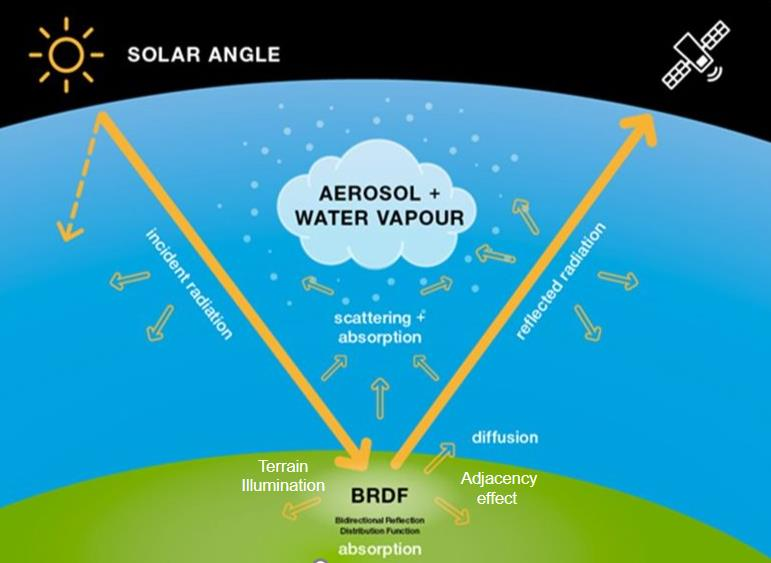 SOLAR ANGLE
AEROSOL +
WATER VAPOUR
incident radiation
reflected radiation
scattering +
absorption
diffusion
Terrain
Illumination
Adjacency
effect
BRDF
Bidirectional Reflection
Distribution Function
absorption